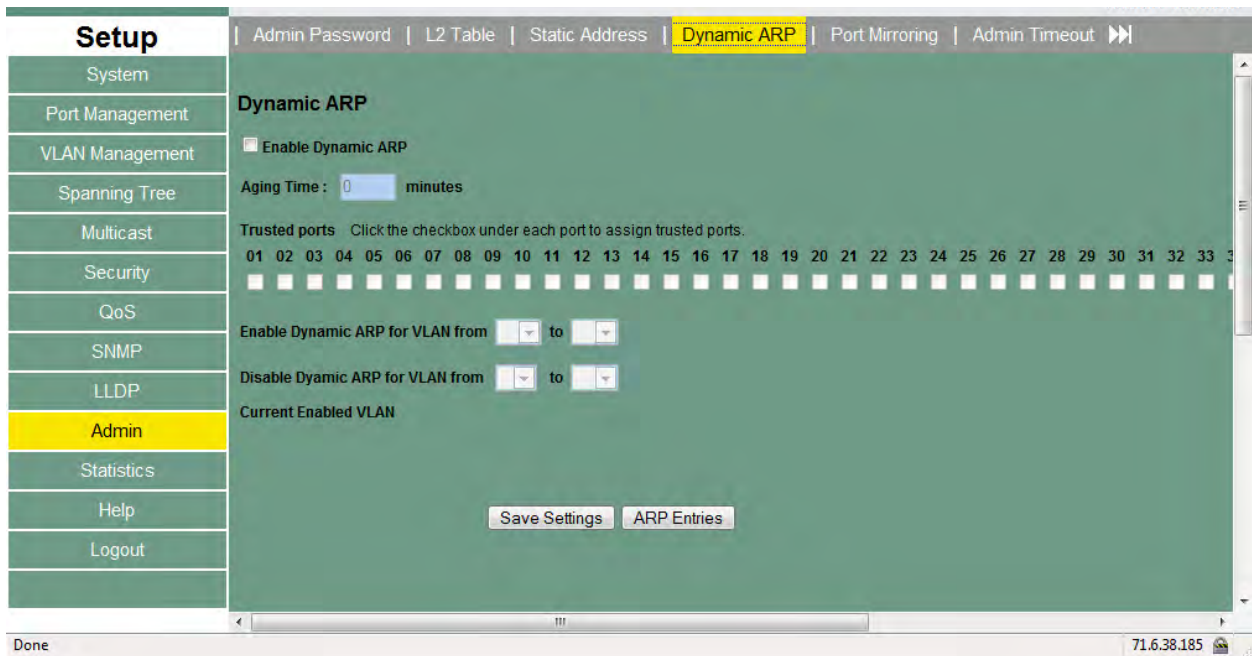 Setup
| Admin Password | L2 Table | Static Address | Dynamic ARP | Port Mirroring | Admin Timeout
System
Port Management
VLAN Management
Spanning Tree
Multicast
Security
QoS
SNMP
LLDP
Admin
Statistics
Help
Logout
Dynamic ARP
Enable Dynamic ARP
Aging Time : 0 minutes
Trusted ports Click the checkbox under each port to assign trusted ports.
01 02 03 04 05 06 07 08 09 10 11 12 13 14 15 16 17 18 19 20 21 22 23 24 25 26 27 28 29 30 31 32 33
Enable Dynamic ARP for VLAN from to
Disable Dyamic ARP for VLAN from to
Current Enabled VLAN
Save Settings ARP Entries
Done 71.6.38.185